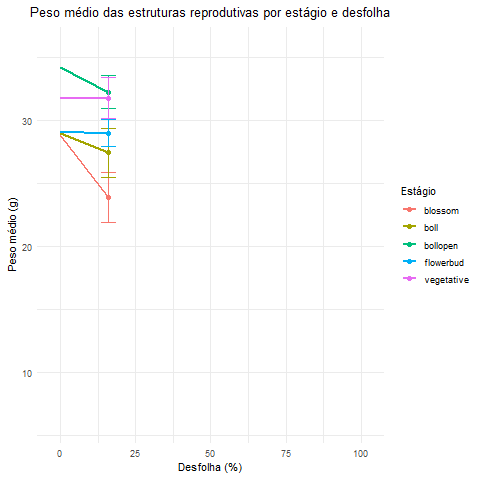 Peso médio das estruturas reprodutivas por estágio e desfolha
Peso médio (g)
30
20
10
0
25
50
75
100
Desfolha (%)
Estágio
blossom
boll
bollopen
flowerbud
vegetative